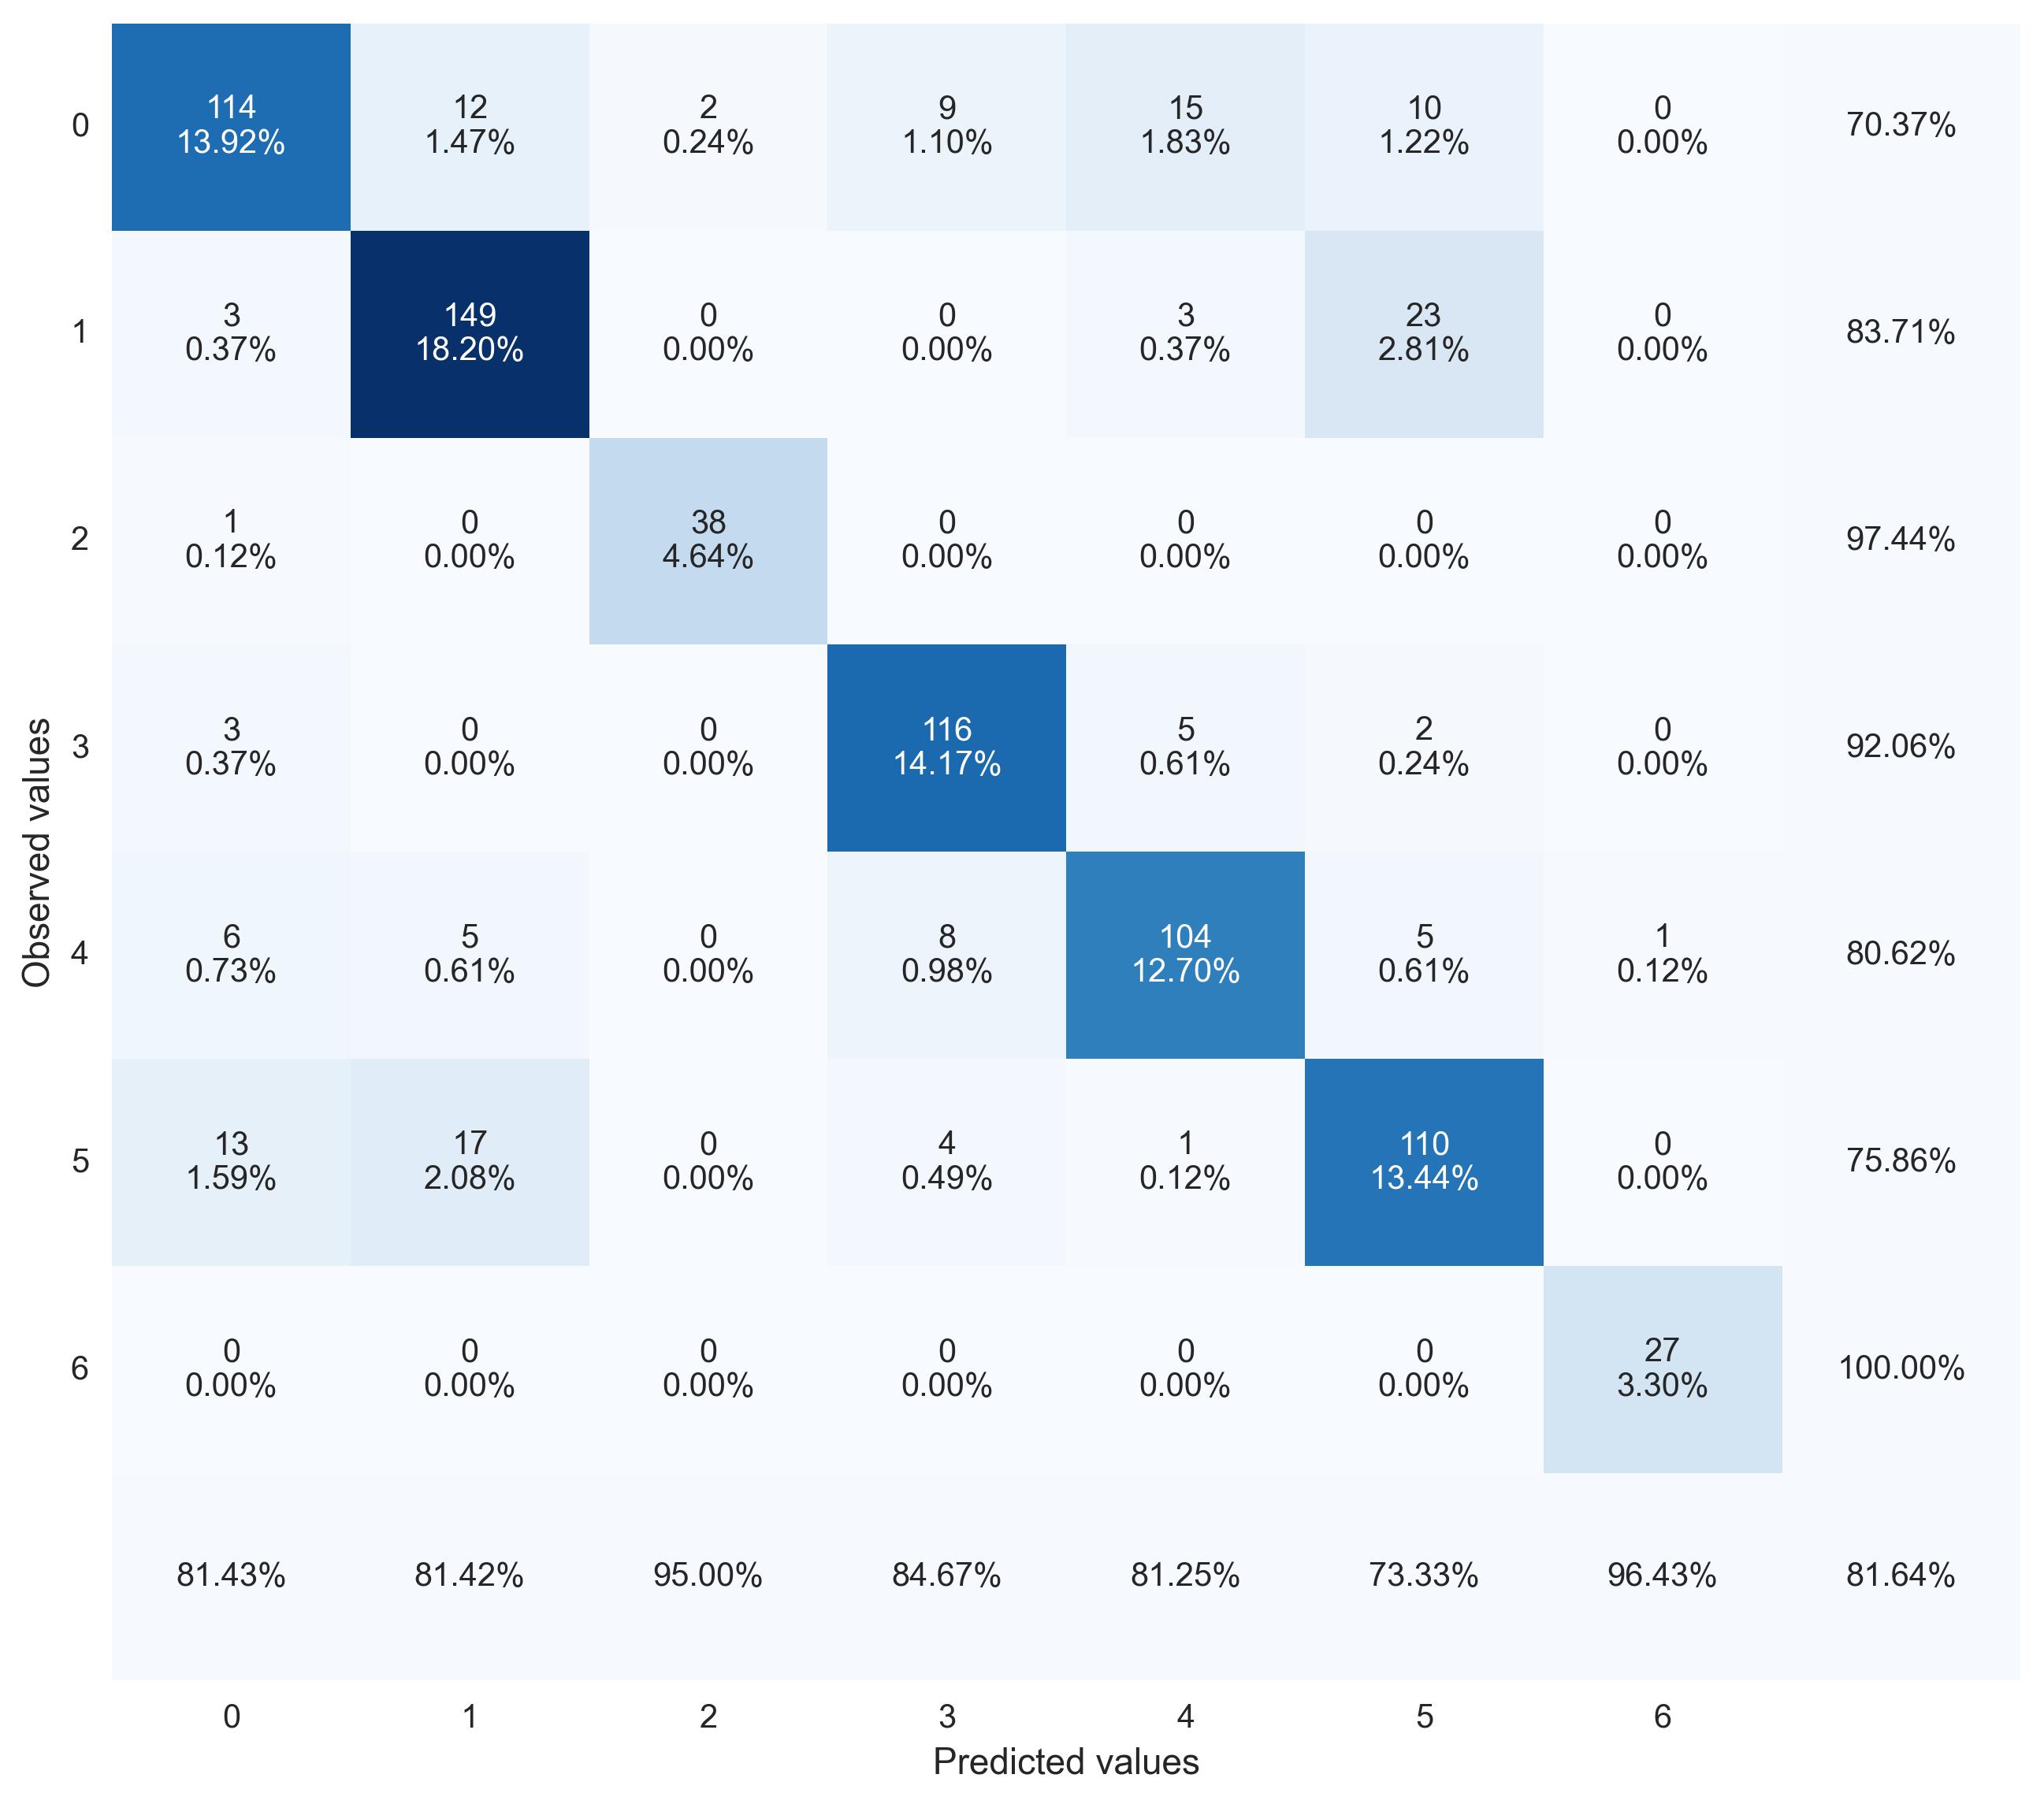 0
114 12 2 9 15 10 0
13.92% 1.47% 0.24% 1.10% 1.83% 1.22% 0.00%
70.37%
1
3 149 0 0 3 23 0
0.37% 18.20% 0.00% 0.00% 0.37% 2.81% 0.00%
83.71%
2
1 0 38 0 0 0 0
0.12% 0.00% 4.64% 0.00% 0.00% 0.00% 0.00%
97.44%
3
3 0 0 116 5 2 0
0.37% 0.00% 0.00% 14.17% 0.61% 0.24% 0.00%
92.06%
4
6 5 0 8 104 5 1
0.73% 0.61% 0.00% 0.98% 12.70% 0.61% 0.12%
80.62%
5
13 17 0 4 1 110 0
1.59% 2.08% 0.00% 0.49% 0.12% 13.44% 0.00%
75.86%
6
0 0 0 0 0 0 27
0.00% 0.00% 0.00% 0.00% 0.00% 0.00% 3.30%
100.00%
81.43% 81.42% 95.00% 84.67% 81.25% 73.33% 96.43% 81.64%
0 1 2 3 4 5 6
Predicted values
Observed values